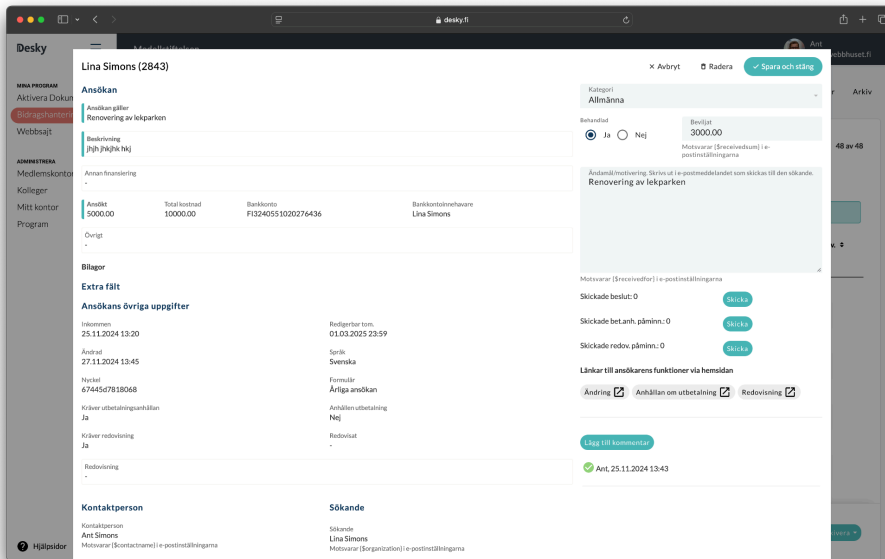 desky.fi
Desky
Modellstiftelsen
Ant
webbhuset.fi
MINA PROGRAM
Aktivera Dokun
Bidragshanterin
Webbsajt
ADMINISTRERA
Medlemskontor
Kolleger
Mitt kontor
Program
Hjälpsidor
r Arkiv
48 av 48
v.
ivera
Lina Simons (2843)
Avbryt
Radera
Spara och stäng
Ansökan
Ansökan gäller
Renovering av lekparken
Beskrivning
jhjh jhkjhk hkj
Annan finansiering
-
Ansökt Total kostnad Bankkonto Bankkontoinnehavare
5000.00 10000.00 FI3240551020276436 Lina Simons
Övrigt
-
Bilagor
Extra fält
Ansökans övriga uppgifter
Inkommen Redigerbar tom.
25.11.2024 13:20 01.03.2025 23:59
Ändrad Språk
27.11.2024 13:45 Svenska
Nyckel Formulär
67445d7818068 Årliga ansökan
Kräver utbetalningsanhållan Anhållen utbetalning
Ja Nej
Kräver redovisning Redovisat
Ja -
Redovisning
-
Kontaktperson Sökande
Kontaktperson Sökande
Ant Simons Lina Simons
Motsvarar {$contactname} i e-postinställningarna Motsvarar {$organization} i e-postinställningarna
Kategori
Allmänna
Behandlad
Ja Nej
Beviljat
3000.00
Motsvarar {$receivedsum} i e-
postinställningarna
Ändamål/motivering. Skrivs ut i e-postmeddelandet som skickas till den sökande.
Renovering av lekparken
Motsvarar {$receivedfor} i e-postinställningarna
Skickade beslut: 0 Skicka
Skickade bet.anh. påminn.: 0 Skicka
Skickade redov. påminn.: 0 Skicka
Länkar till ansökarens funktioner via hemsidan
Ändring Anhållan om utbetalning Redovisning
Lägg till kommentar
Ant, 25.11.2024 13:43